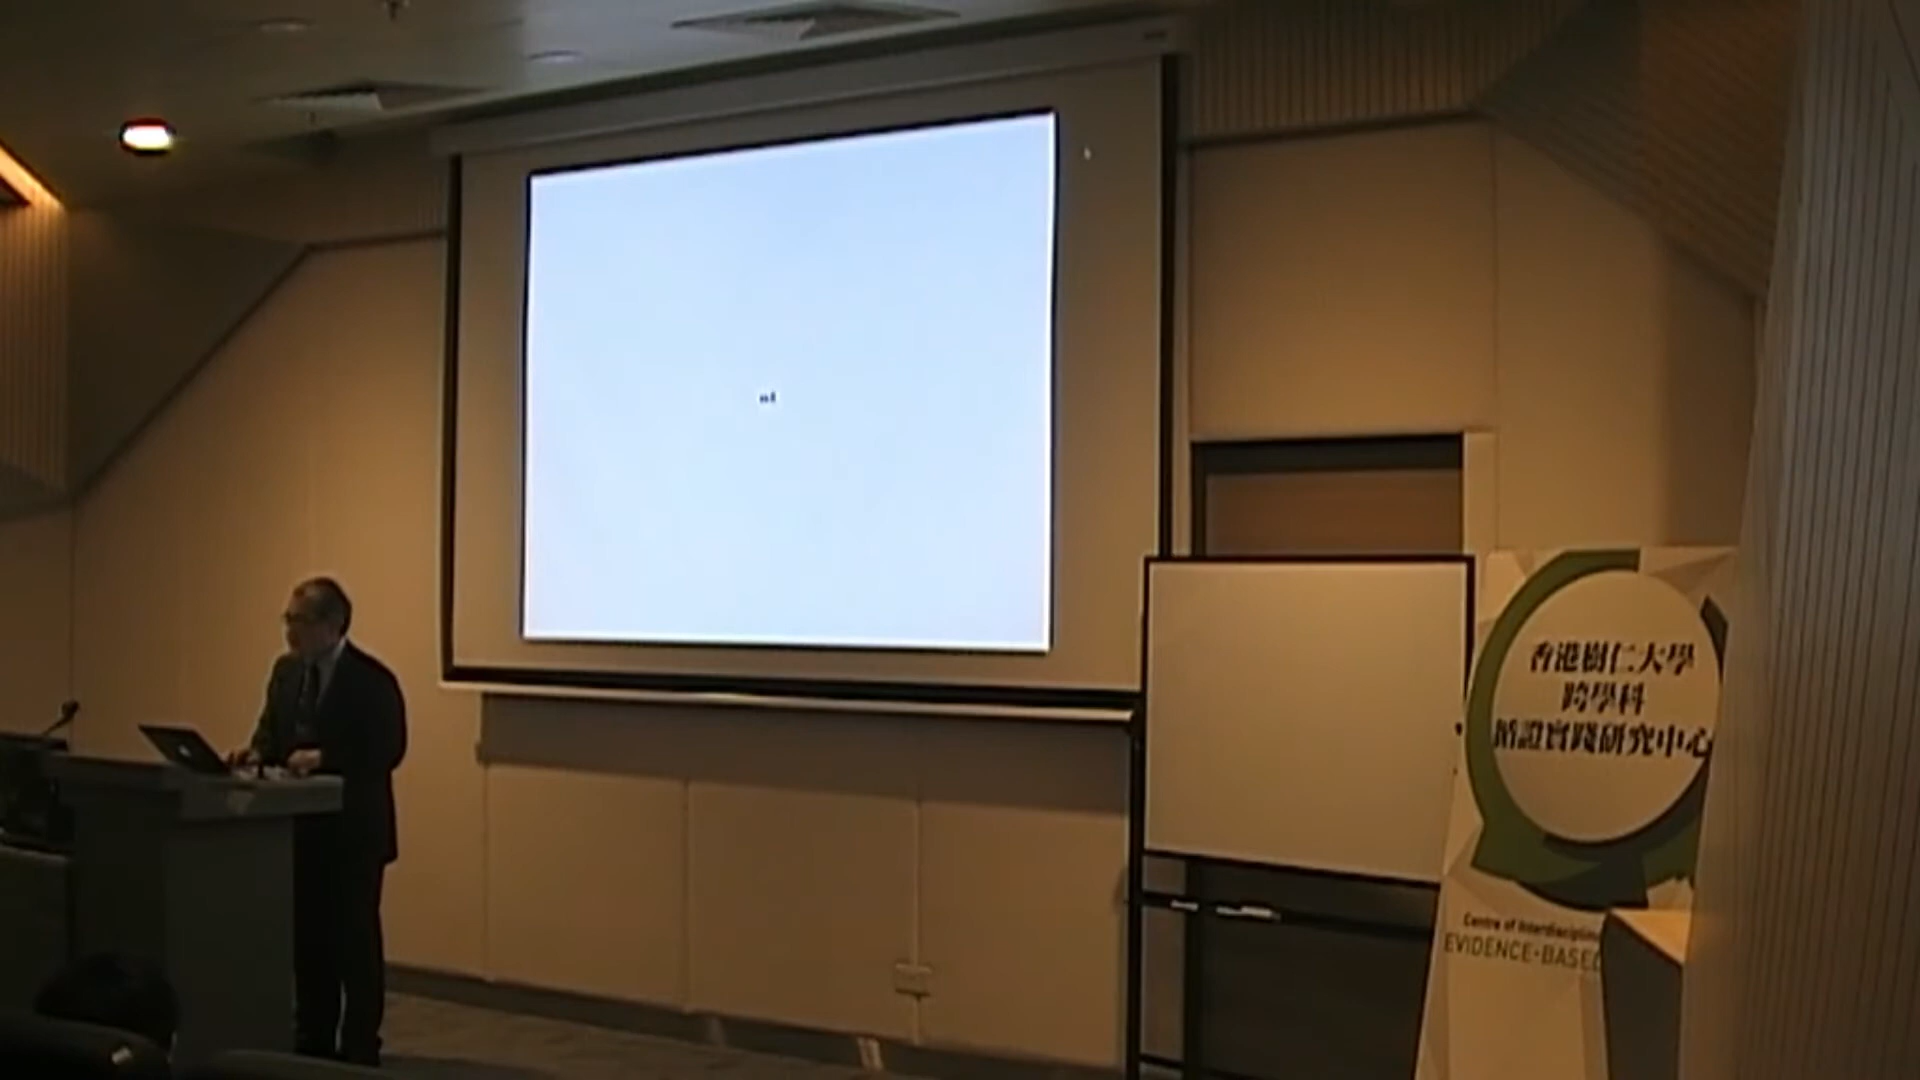 香港樹仁大學
跨學科
循證實踐研究中心
Centre of Interdisciplin
EVIDENCE-BASED